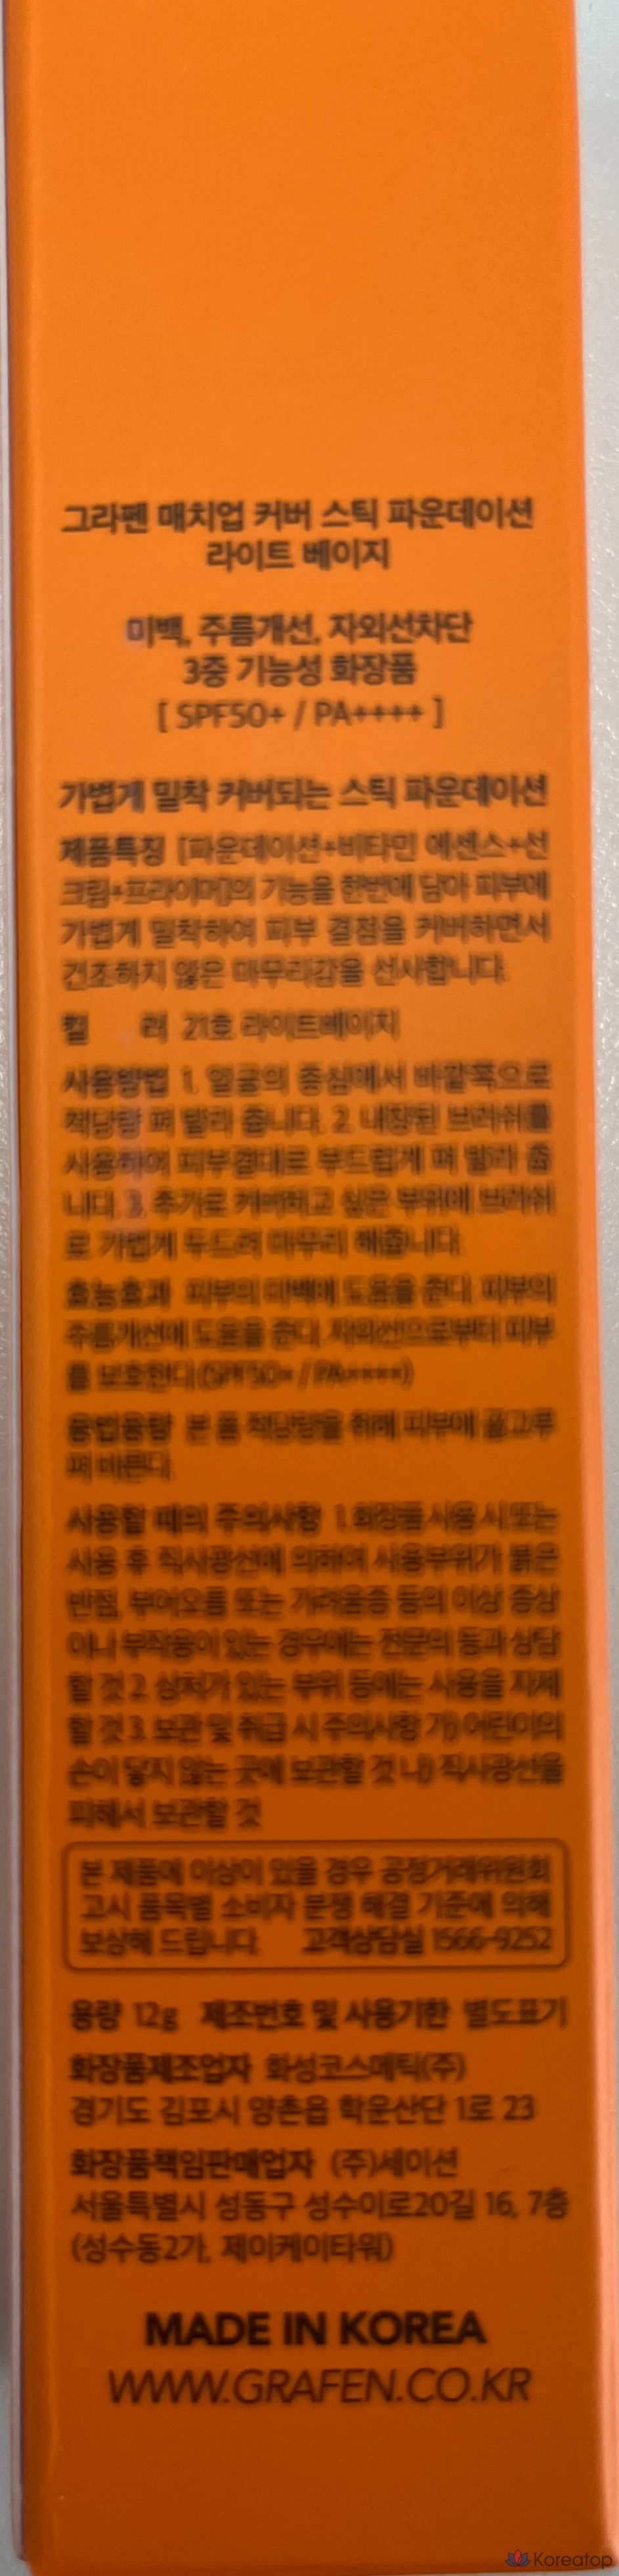 그라펜 매치업 커버 스틱 파운데이션
라이트 베이지
미백, 주름개선, 자외선차단
3중 기능성 화장품
[ SPF50+ / PA++++ ]
가볍게 밀착 커버되는 스틱 파운데이션
제품특징 [파운데이션+비타민 에센스+선
크림+프라이머]의 기능을 한번에 담아 피부에
가볍게 밀착하여 피부 결점을 커버하면서
건조하지 않은 마무리감을 선사합니다.
컬 러 21호 라이트베이지
사용방법 1. 얼굴의 중심에서 바깥쪽으로
적당량 펴 발라 줍니다. 2. 내장된 브러쉬를
사용하여 피부결대로 부드럽게 펴 발라 줍
니다. 3. 추가로 커버하고 싶은 부위에 브러쉬
로 가볍게 두드려 마무리 해줍니다.
효능효과 피부의 미백에 도움을 준다. 피부의
주름개선에 도움을 준다. 자외선으로부터 피부
를 보호한다.(SPF50+ / PA++++)
용법용량 본 품 적당량을 취해 피부에 골고루
펴 바른다.
사용할 때의 주의사항 1. 화장품 사용 시 또는
사용 후 직사광선에 의하여 사용부위가 붉은
반점, 부어오름 또는 가려움증 등의 이상 증상
이나 부작용이 있는 경우에는 전문의 등과 상담
할 것 2. 상처가 있는 부위 등에는 사용을 자제
할 것 3. 보관 및 취급 시 주의사항 가) 어린이의
손이 닿지 않는 곳에 보관할 것 나) 직사광선을
피해서 보관할 것
본 제품에 이상이 있을 경우 공정거래위원회
고시 품목별 소비자 분쟁 해결 기준에 의해
보상해 드립니다. 고객상담실 1566-9252
용량 12g 제조번호 및 사용기한 별도표기
화장품제조업자 화성코스메틱(주)
경기도 김포시 양촌읍 학운산단 1로 23
화장품책임판매업자 (주)세이션
서울특별시 성동구 성수이로20길 16, 7층
(성수동2가, 제이케이타워)
MADE IN KOREA
WWW.GRAFEN.CO.KR
Koreatop